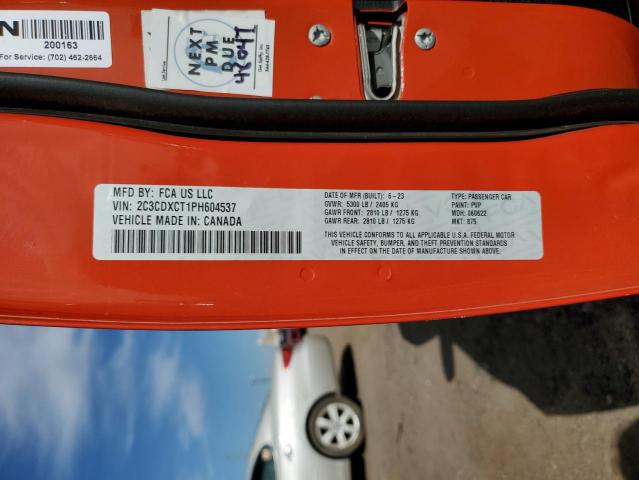 N
200163
For Service: (702) 462-2664
NEXT
PM
DUE
MFD BY: FCA US LLC
VIN: 2C3CDXCT1PH604537
VEHICLE MADE IN: CANADA
DATE OF MFR (BUILT): 6-23
GVWR: 5300 LB / 2405 KG
GAWR FRONT: 2810 LB / 1275 KG
GAWR REAR: 2810 LB / 1275 KG
TYPE: PASSENGER CAR
PAINT: PVP
MDH: 060622
MKT: 875
THIS VEHICLE CONFORMS TO ALL APPLICABLE U.S.A. FEDERAL MOTOR
VEHICLE SAFETY, BUMPER, AND THEFT PREVENTION STANDARDS
IN EFFECT ON THE DATE OF MANUFACTURE SHOWN ABOVE.